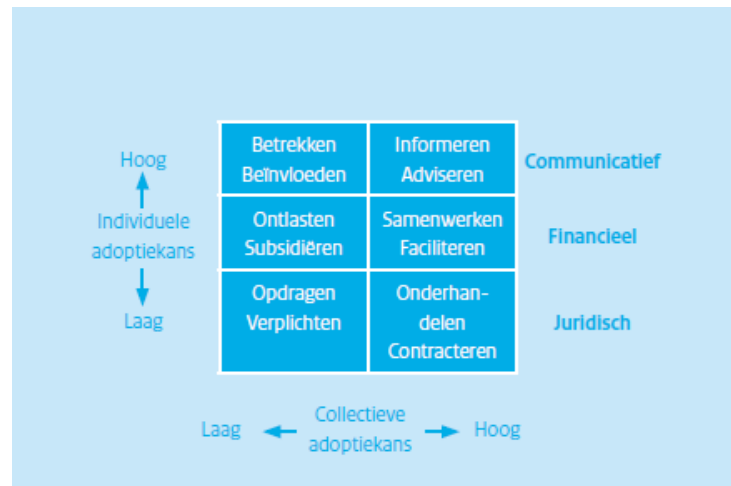 Hoog
Individuele
adoptiekans
Laag
Betrekken
Beïnvloeden
Informeren
Adviseren
Communicatief
Ontlasten
Subsidiëren
Samenwerken
Faciliteren
Financieel
Opdragen
Verplichten
Onderhan-
delen
Contracteren
Juridisch
Laag
Collectieve
adoptiekans
Hoog